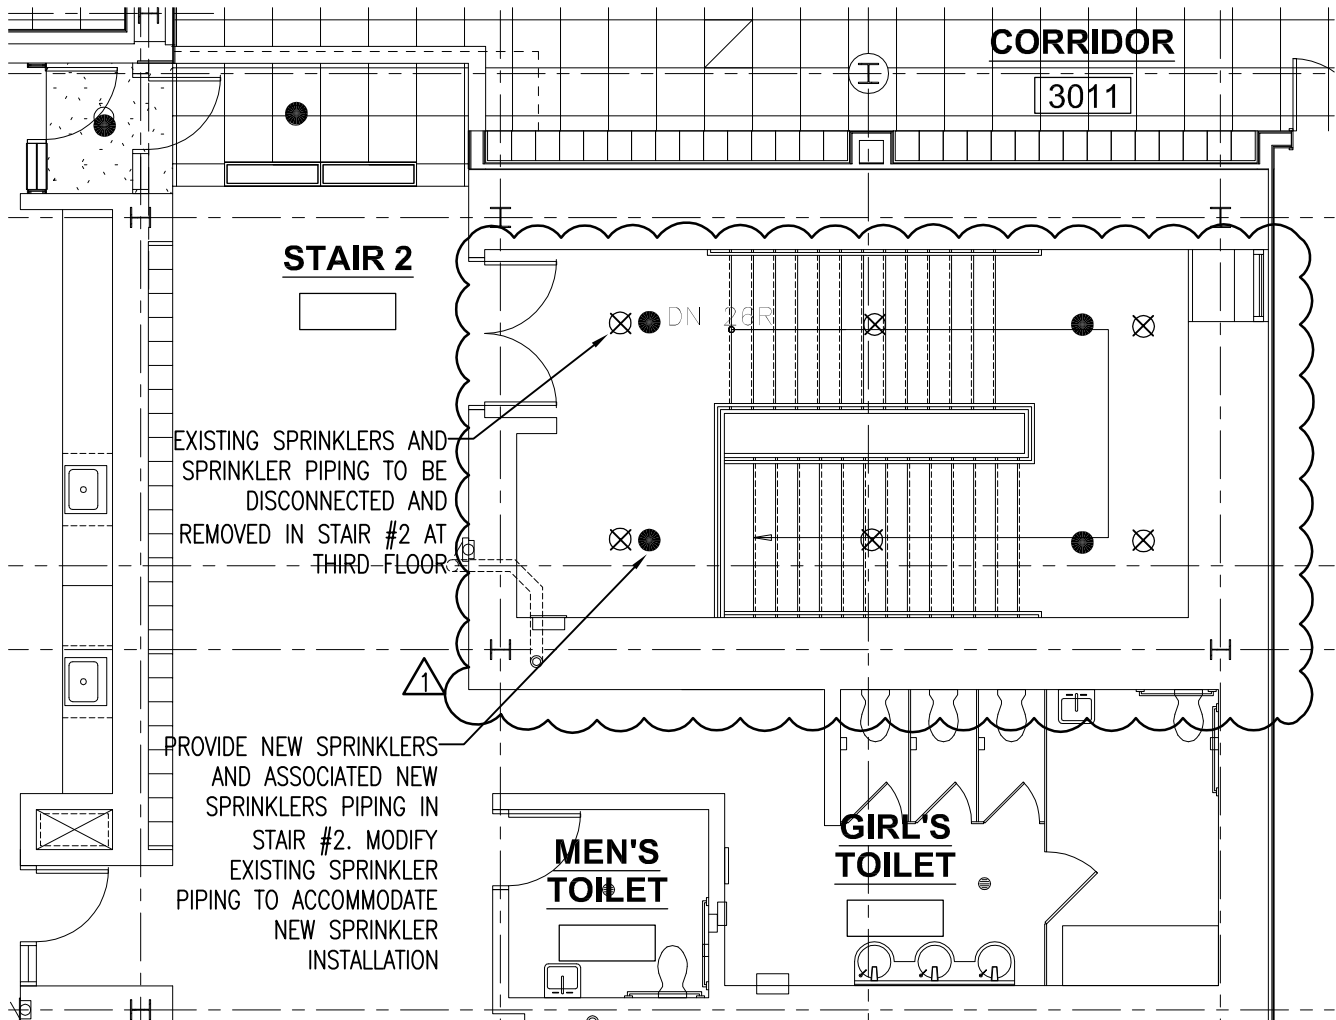 CORRIDOR
3011
STAIR 2
DN 26R
EXISTING SPRINKLERS AND
SPRINKLER PIPING TO BE
DISCONNECTED AND
REMOVED IN STAIR #2 AT
THIRD FLOOR
1
PROVIDE NEW SPRINKLERS
AND ASSOCIATED NEW
SPRINKLERS PIPING IN
STAIR #2. MODIFY
EXISTING SPRINKLER
PIPING TO ACCOMMODATE
NEW SPRINKLER
INSTALLATION
MEN'S
TOILET
GIRL'S
TOILET